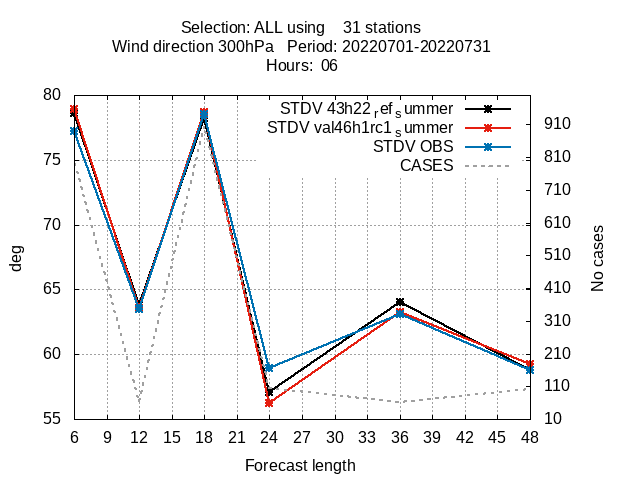 Selection: ALL using    31 stations
Wind direction 300hPa   Period: 20220701-20220731
Hours:  06
STDV 43h22_ref_summer
STDV val46h1rc1_summer
STDV OBS
CASES
80
75
70
65
60
55
deg
910
810
710
610
510
410
310
210
110
10
No cases
6 9 12 15 18 21 24 27 30 33 36 39 42 45 48
Forecast length